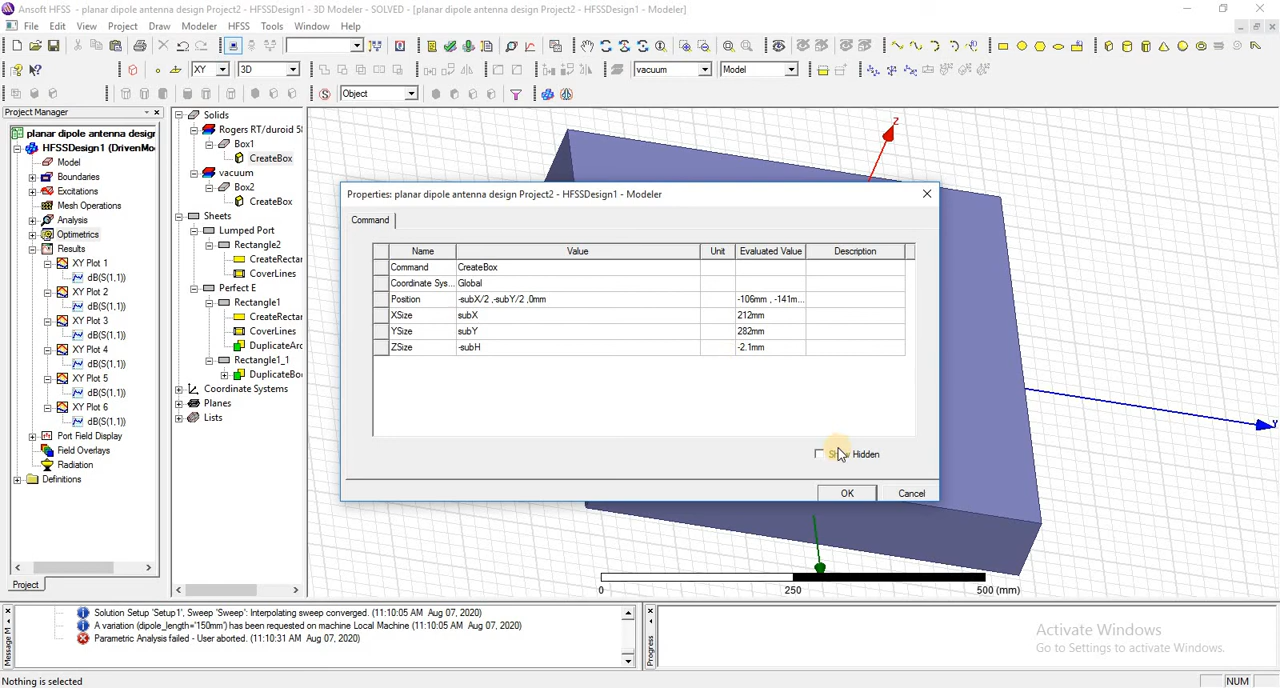 Ansoft HFSS - planar dipole antenna design Project2 - HFSSDesign1 - 3D Modeler - SOLVED - [planar dipole antenna design Project2 - HFSSDesign1 - Modeler]
File Edit View Project Draw Modeler HFSS Tools Window Help
XY 3D vacuum Model
Object
Project Manager
planar dipole antenna design
HFSSDesign1 (DrivenMo
Model
Boundaries
Excitations
Mesh Operations
Analysis
Optimetrics
Results
XY Plot 1
dB(S(1,1))
XY Plot 2
dB(S(1,1))
XY Plot 3
dB(S(1,1))
XY Plot 4
dB(S(1,1))
XY Plot 5
dB(S(1,1))
XY Plot 6
dB(S(1,1))
Port Field Display
Field Overlays
Radiation
Definitions
Project
Solids
Rogers RT/duroid 58
Box1
CreateBox
vacuum
Box2
CreateBox
Sheets
Lumped Port
Rectangle2
CreateRectar
CoverLines
Perfect E
Rectangle1
CreateRectar
CoverLines
DuplicateArc
Rectangle1_1
DuplicateBo
Coordinate Systems
Planes
Lists
Z
Y
Properties: planar dipole antenna design Project2 - HFSSDesign1 - Modeler
Command
Name Value Unit Evaluated Value Description
Command CreateBox
Coordinate Sys... Global
Position -subX/2 ,-subY/2 ,0mm -106mm , -141m...
XSize subX 212mm
YSize subY 282mm
ZSize -subH -2.1mm
Show Hidden
OK Cancel
0 250 500 (mm)
Message M
Solution Setup 'Setup1', Sweep 'Sweep': Interpolating sweep converged. (11:10:05 AM Aug 07, 2020)
A variation (dipole_length='150mm') has been requested on machine Local Machine (11:10:05 AM Aug 07, 2020)
Parametric Analysis failed - User aborted. (11:10:31 AM Aug 07, 2020)
Progress
Activate Windows
Go to Settings to activate Windows.
Nothing is selected
NUM